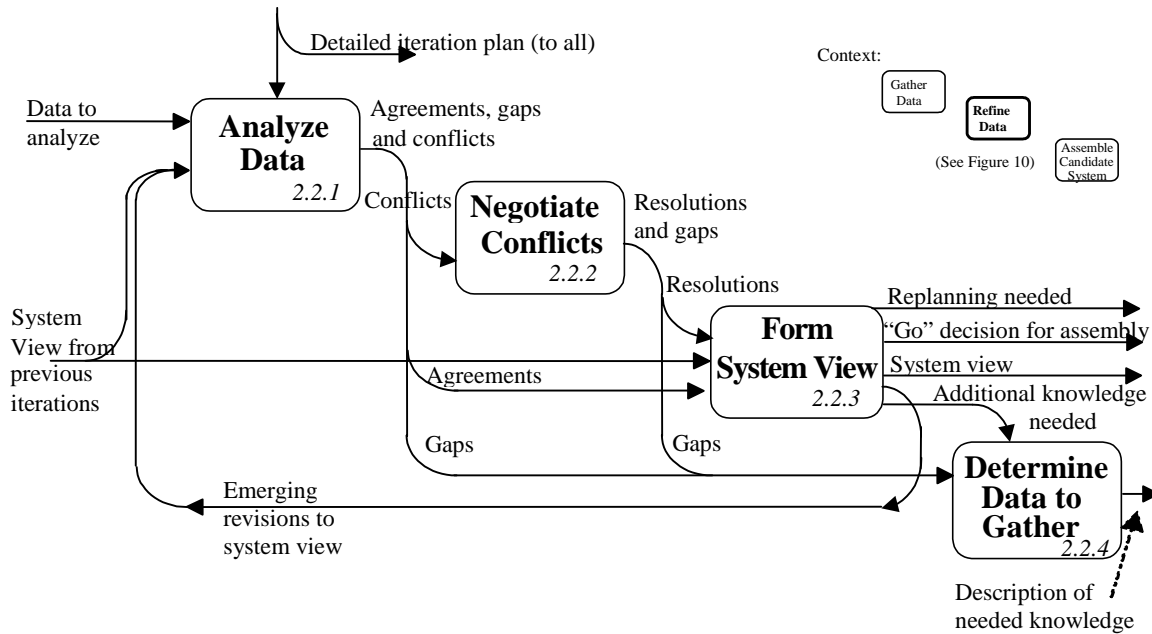 Detailed iteration plan (to all)
Context:
Gather
Data
Refine
Data
(See Figure 10)
Assemble
Candidate
System
Data to
analyze
Analyze
Data
2.2.1
Agreements, gaps
and conflicts
Conflicts
Negotiate
Conflicts
2.2.2
Resolutions
and gaps
Resolutions
System
View from
previous
iterations
Form
System View
2.2.3
Replanning needed
“Go” decision for assembly
System view
Agreements
Additional knowledge
needed
Gaps
Gaps
Determine
Data to
Gather
2.2.4
Emerging
revisions to
system view
Description of
needed knowledge